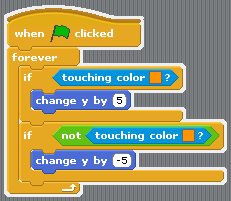 when clicked
forever
if touching color ?
change y by 5
if not touching color ?
change y by -5